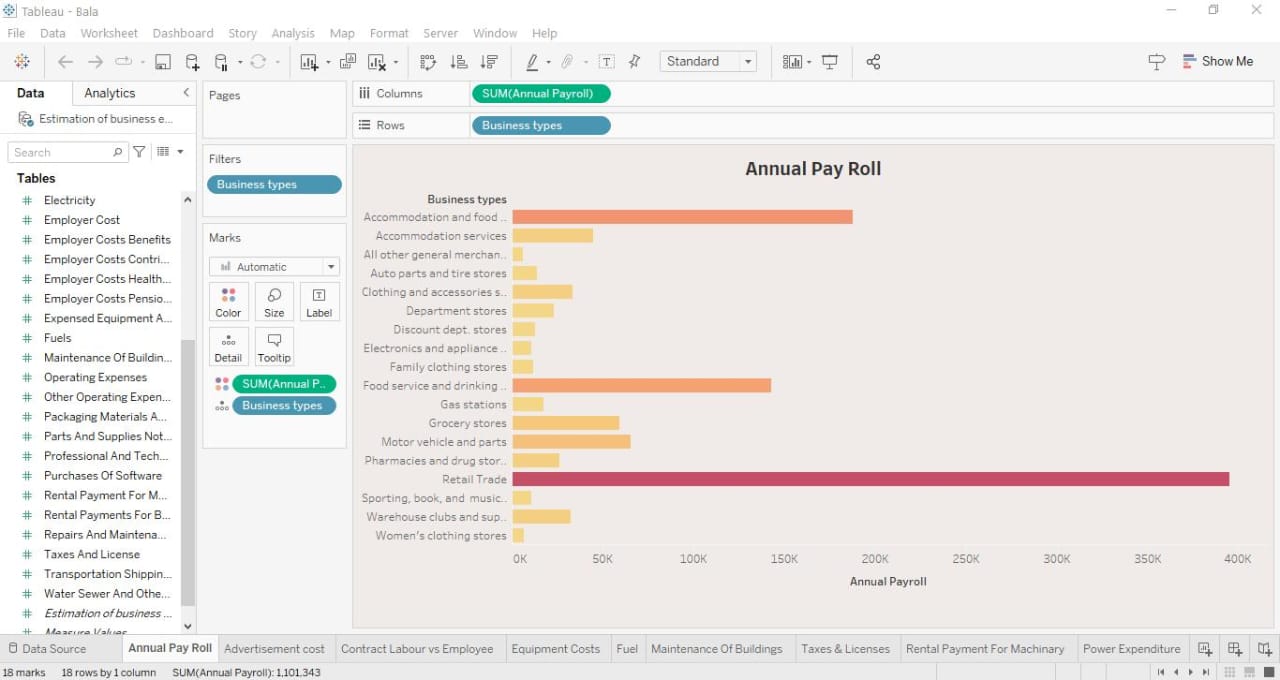 Tableau - Bala
File Data Worksheet Dashboard Story Analysis Map Format Server Window Help
Standard
Show Me
Data Analytics
Estimation of business e...
Search
Tables
Electricity
Employer Cost
Employer Costs Benefits
Employer Costs Contri...
Employer Costs Health...
Employer Costs Pensio...
Expensed Equipment A...
Fuels
Maintenance Of Buildin...
Operating Expenses
Other Operating Expen...
Packaging Materials A...
Parts And Supplies Not...
Professional And Tech...
Purchases Of Software
Rental Payment For M...
Rental Payments For B...
Repairs And Maintena...
Taxes And License
Transportation Shippin...
Water Sewer And Othe...
Estimation of business ...
Measure Values
Pages
Filters
Business types
Marks
Automatic
Color Size Label
Detail Tooltip
SUM(Annual P..
Business types
Columns SUM(Annual Payroll)
Rows Business types
Annual Pay Roll
Business types
Accommodation and food ..
Accommodation services
All other general merchan..
Auto parts and tire stores
Clothing and accessories s..
Department stores
Discount dept. stores
Electronics and appliance ..
Family clothing stores
Food service and drinking ..
Gas stations
Grocery stores
Motor vehicle and parts
Pharmacies and drug stor..
Retail Trade
Sporting, book, and music..
Warehouse clubs and sup..
Women's clothing stores
0K 50K 100K 150K 200K 250K 300K 350K 400K
Annual Payroll
Data Source Annual Pay Roll Advertisement cost Contract Labour vs Employee Equipment Costs Fuel Maintenance Of Buildings Taxes & Licenses Rental Payment For Machinary Power Expenditure
18 marks 18 rows by 1 column SUM(Annual Payroll): 1,101,343